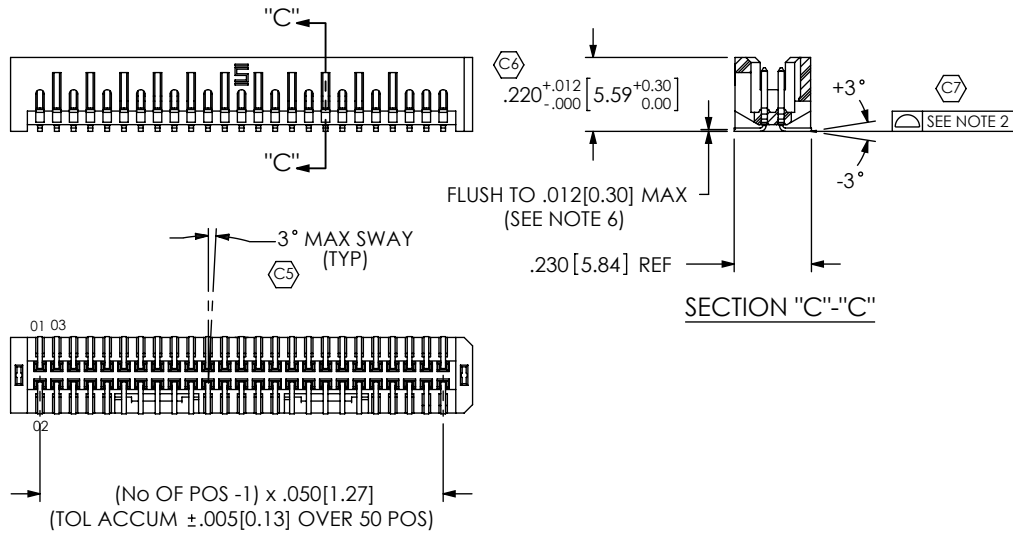 "C"
"C"
C6
.220 +.012 -.000 [5.59 +0.30 0.00]
+3°
-3°
C7
SEE NOTE 2
FLUSH TO .012[0.30] MAX
(SEE NOTE 6)
.230 [5.84] REF
SECTION "C"-"C"
3° MAX SWAY
(TYP)
C5
01 03
02
(No OF POS -1) x .050[1.27]
(TOL ACCUM ±.005[0.13] OVER 50 POS)